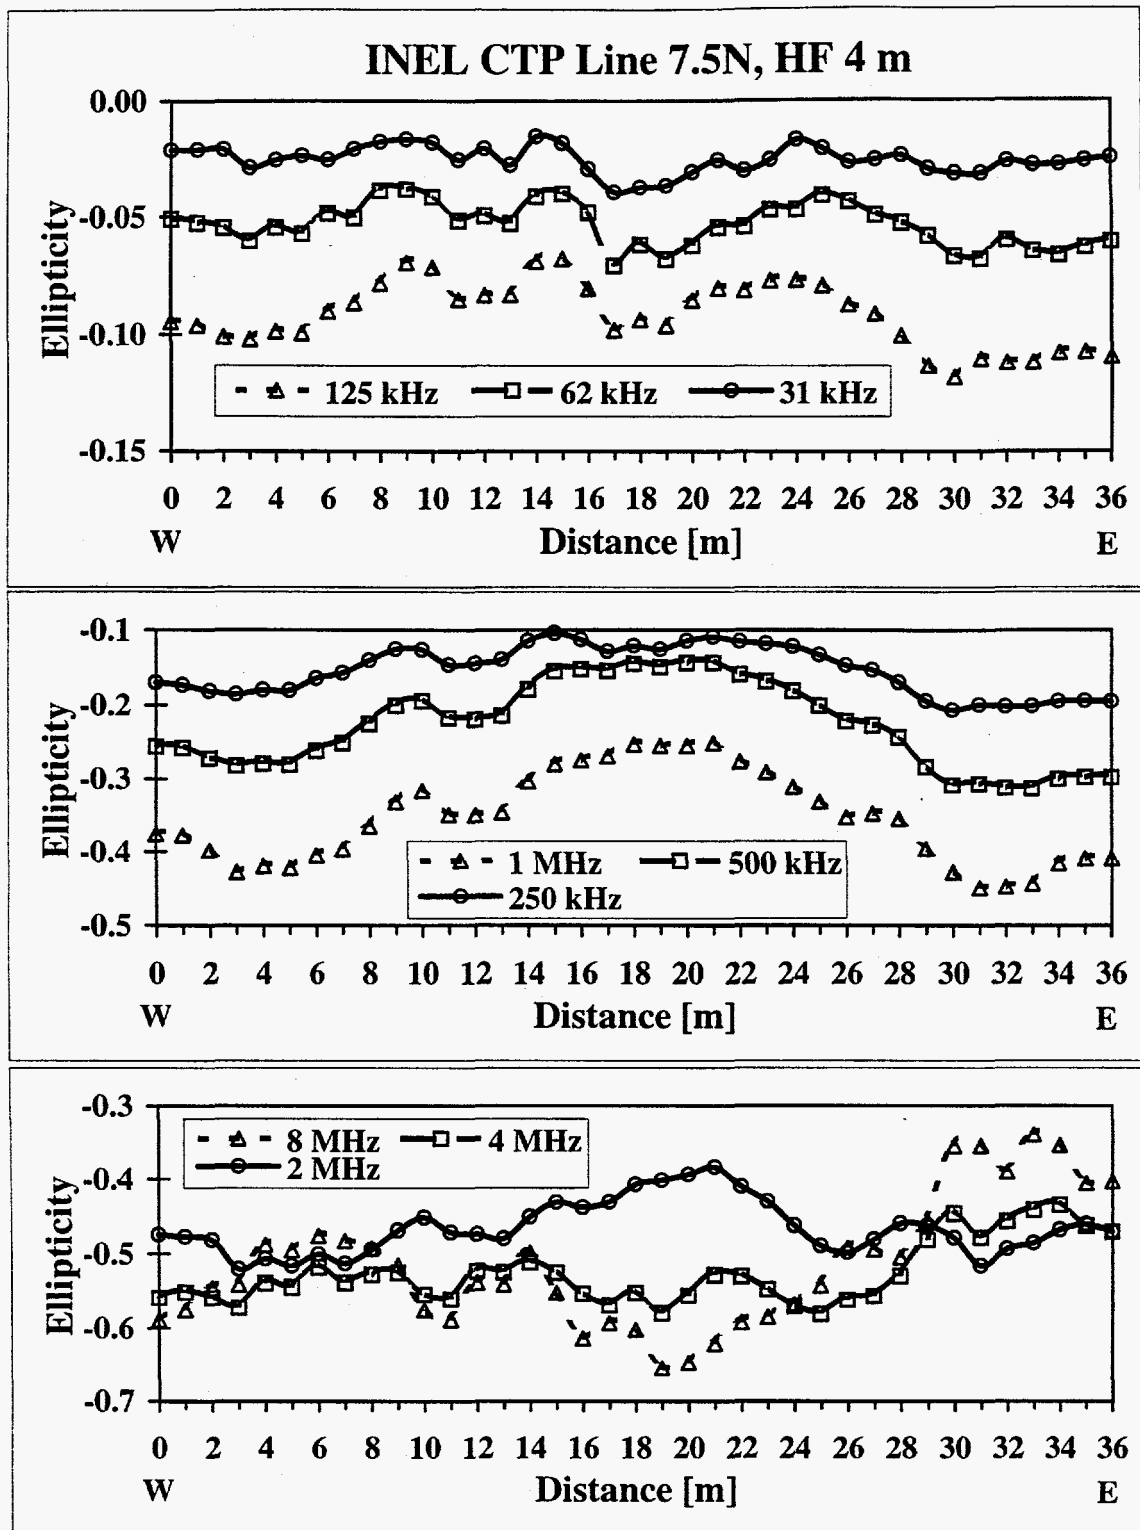 INEL CTP Line 7.5N, HF 4 m
0.00
-0.05
-0.10
-0.15
Ellipticity
125 kHz 62 kHz 31 kHz
0 2 4 6 8 10 12 14 16 18 20 22 24 26 28 30 32 34 36
W Distance [m] E
-0.1
-0.2
-0.3
-0.4
-0.5
Ellipticity
1 MHz 500 kHz
250 kHz
0 2 4 6 8 10 12 14 16 18 20 22 24 26 28 30 32 34 36
W Distance [m] E
-0.3
-0.4
-0.5
-0.6
-0.7
Ellipticity
8 MHz 4 MHz
2 MHz
0 2 4 6 8 10 12 14 16 18 20 22 24 26 28 30 32 34 36
W Distance [m] E